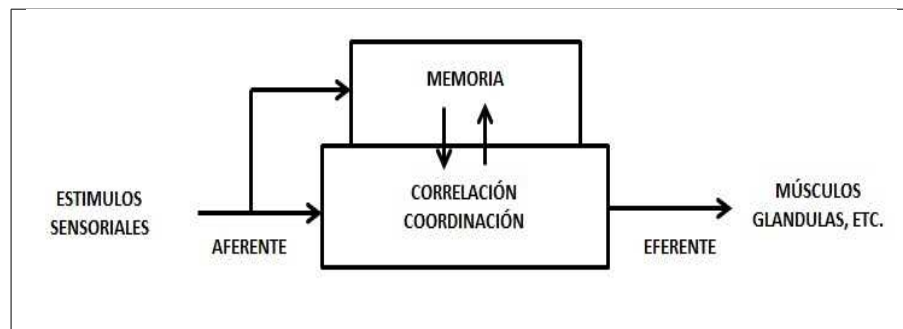 MEMORIA
CORRELACIÓN
COORDINACIÓN
ESTIMULOS
SENSORIALES
AFERENTE
EFERENTE
MÚSCULOS
GLANDULAS, ETC.